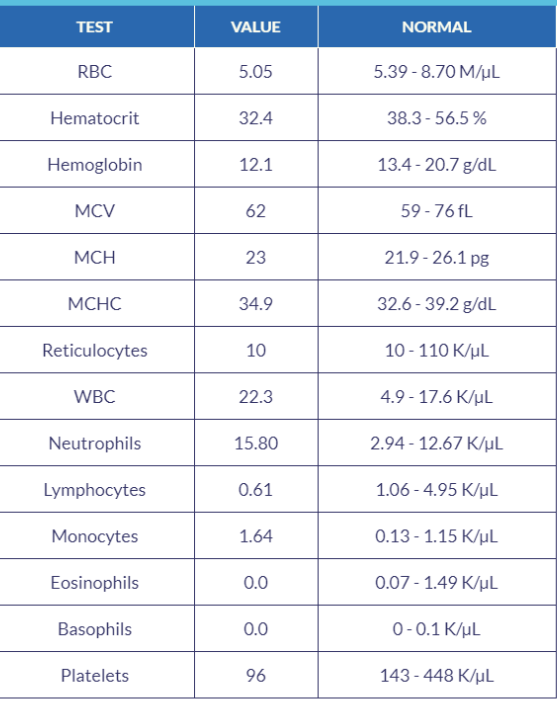 TEST VALUE NORMAL
RBC 5.05 5.39 - 8.70 M/µL
Hematocrit 32.4 38.3 - 56.5 %
Hemoglobin 12.1 13.4 - 20.7 g/dL
MCV 62 59 - 76 fL
MCH 23 21.9 - 26.1 pg
MCHC 34.9 32.6 - 39.2 g/dL
Reticulocytes 10 10 - 110 K/µL
WBC 22.3 4.9 - 17.6 K/µL
Neutrophils 15.80 2.94 - 12.67 K/µL
Lymphocytes 0.61 1.06 - 4.95 K/µL
Monocytes 1.64 0.13 - 1.15 K/µL
Eosinophils 0.0 0.07 - 1.49 K/µL
Basophils 0.0 0 - 0.1 K/µL
Platelets 96 143 - 448 K/µL